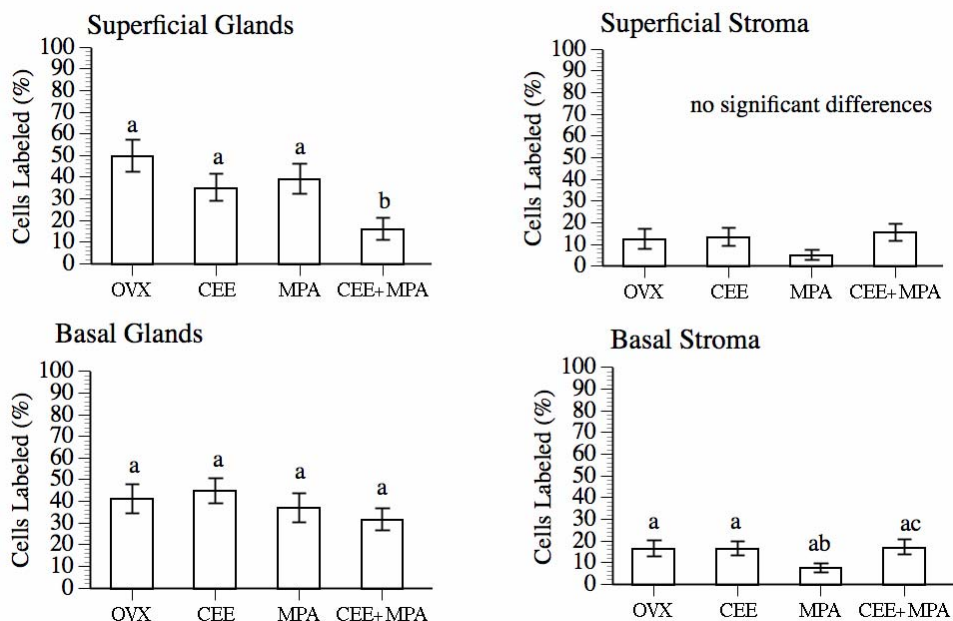 Superficial Glands
Cells Labeled (%)
100
90
80
70
60
50
40
30
20
10
0
a
a
a
b
OVX
CEE
MPA
CEE+MPA
Superficial Stroma
Cells Labeled (%)
100
90
80
70
60
50
40
30
20
10
0
no significant differences
OVX
CEE
MPA
CEE+MPA
Basal Glands
Cells Labeled (%)
100
90
80
70
60
50
40
30
20
10
0
a
a
a
a
OVX
CEE
MPA
CEE+MPA
Basal Stroma
Cells Labeled (%)
100
90
80
70
60
50
40
30
20
10
0
a
a
ab
ac
OVX
CEE
MPA
CEE+MPA